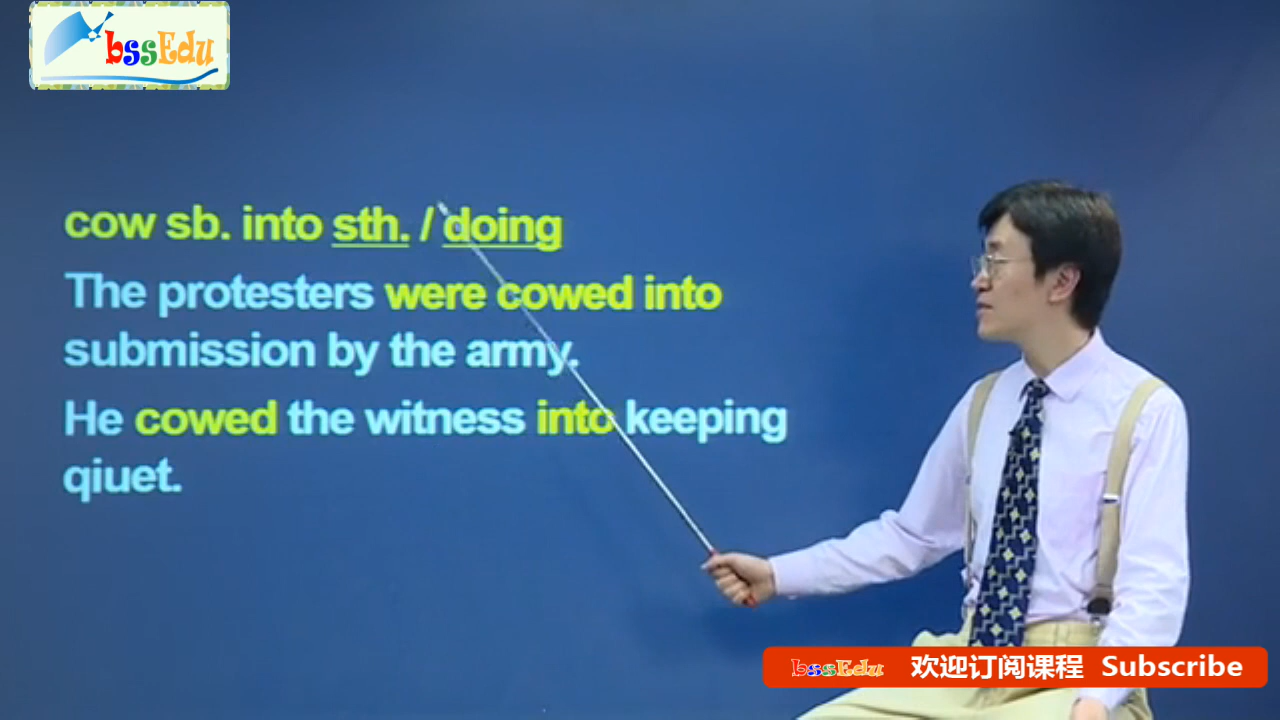 bssEdu
cow sb. into sth. / doing
The protesters were cowed into
submission by the army.
He cowed the witness into keeping
qiuet.
bssEdu 欢迎订阅课程 Subscribe